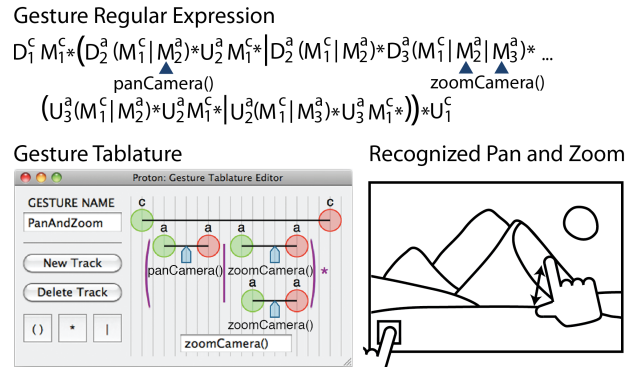 Gesture Regular Expression
D₁ᶜ M₁ᶜ*(D₂ᵃ (M₁ᶜ|M₂ᵃ)*U₂ᵃ M₁ᶜ*|D₂ᵃ (M₁ᶜ|M₂ᵃ)*D₃ᵃ(M₁ᶜ|M₂ᵃ|M₃ᵃ)* ...
panCamera() zoomCamera()
(U₃ᵃ(M₁ᶜ|M₂ᵃ)*U₂ᵃM₁ᶜ*|U₂ᵃ(M₁ᶜ|M₃ᵃ)*U₃ᵃ M₁ᶜ*))*U₁ᶜ
Gesture Tablature
Recognized Pan and Zoom
Proton: Gesture Tablature Editor
GESTURE NAME
PanAndZoom
New Track
Delete Track
( ) * |
c c
a a a a
( panCamera() | zoomCamera() ) *
a a
zoomCamera()
zoomCamera()